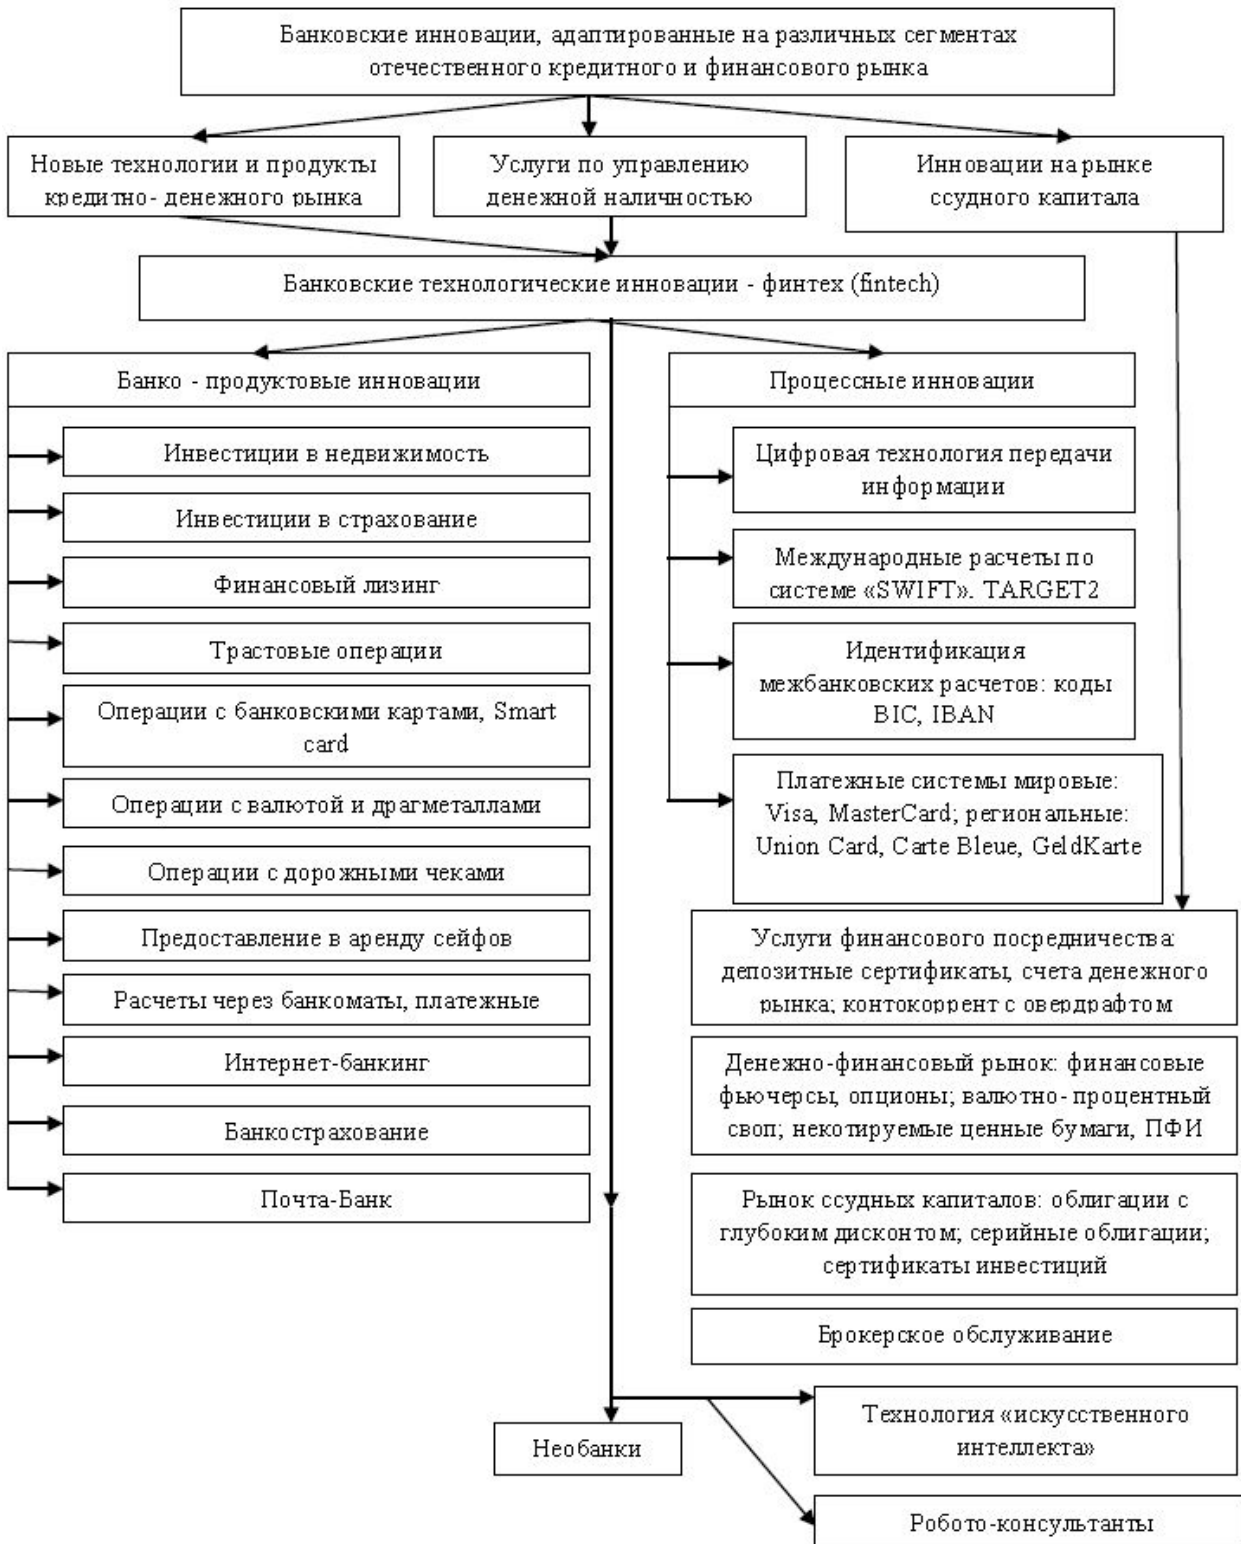 Банковские инновации, адаптированные на различных сегментах
отечественного кредитного и финансового рынка
Новые технологии и продукты
кредитно- денежного рынка
Услуги по управлению
денежной наличностью
Инновации на рынке
ссудного капитала
Банковские технологические инновации - финтех (fintech)
Банко - продуктовые инновации
Инвестиции в недвижимость
Инвестиции в страхование
Финансовый лизинг
Трастовые операции
Операции с банковскими картами, Smart
card
Операции с валютой и драгметаллами
Операции с дорожными чеками
Предоставление в аренду сейфов
Расчеты через банкоматы, платежные
Интернет-банкинг
Банкострахование
Почта-Банк
Процессные инновации
Цифровая технология передачи
информации
Международные расчеты по
системе «SWIFT». TARGET2
Идентификация
межбанковских расчетов: коды
BIC, IBAN
Платежные системы мировые:
Visa, MasterCard; региональные:
Union Card, Carte Bleue, GeldKarte
Услуги финансового посредничества:
депозитные сертификаты, счета денежного
рынка; контокоррент с овердрафтом
Денежно-финансовый рынок: финансовые
фьючерсы, опционы; валютно- процентный
своп; некотируемые ценные бумаги, ПФИ
Рынок ссудных капиталов: облигации с
глубоким дисконтом; серийные облигации;
сертификаты инвестиций
Брокерское обслуживание
Необанки
Технология «искусственного
интеллекта»
Робото-консультанты